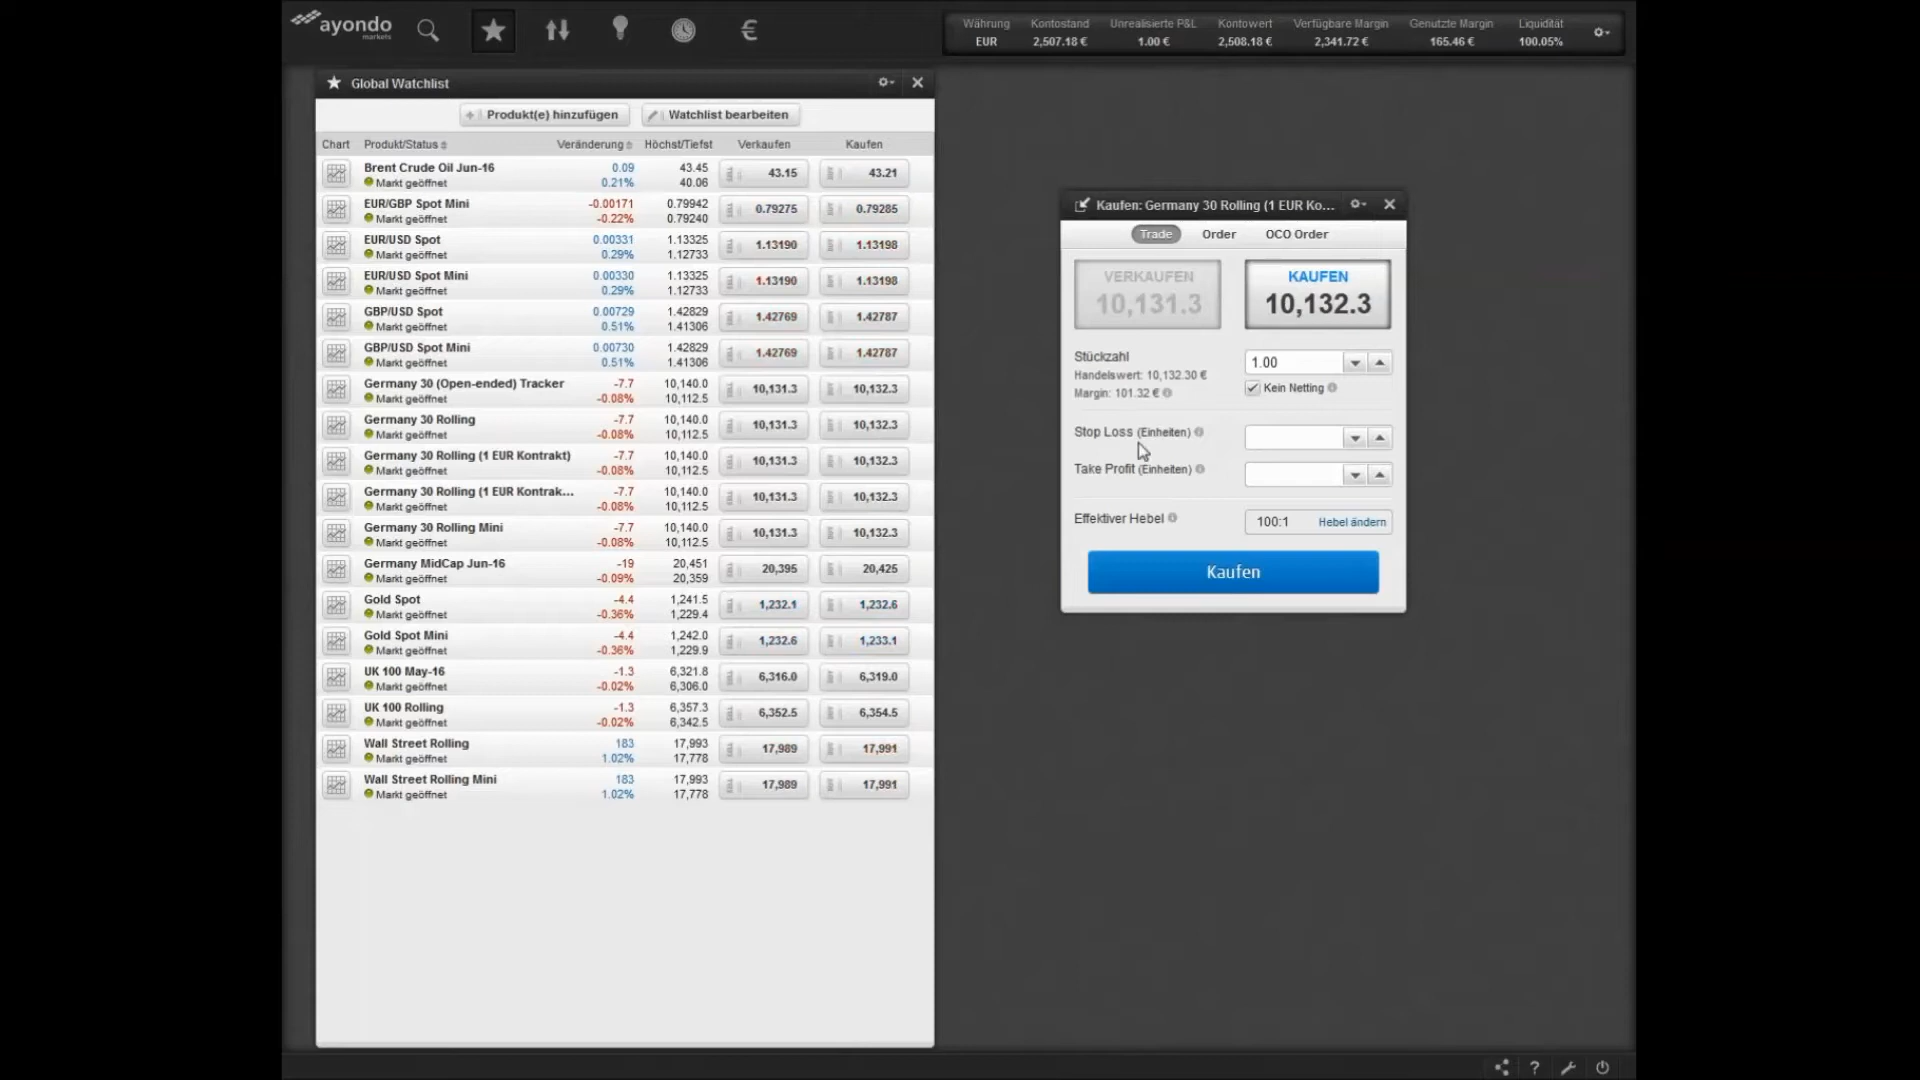 ayondo
markets
Währung Kontostand Unrealisierte P&L Kontowert Verfügbare Margin Genutzte Margin Liquidität
EUR 2,507.18 € 1.00 € 2,508.18 € 2,341.72 € 165.46 € 100.05%
Global Watchlist
Produkt(e) hinzufügen Watchlist bearbeiten
Chart Produkt/Status Veränderung Höchst/Tiefst Verkaufen Kaufen
Brent Crude Oil Jun-16 0.09 43.45 43.15 43.21
Markt geöffnet 0.21% 40.06
EUR/GBP Spot Mini -0.00171 0.79942 0.79275 0.79285
Markt geöffnet -0.22% 0.79240
EUR/USD Spot 0.00331 1.13325 1.13190 1.13198
Markt geöffnet 0.29% 1.12733
EUR/USD Spot Mini 0.00330 1.13325 1.13190 1.13198
Markt geöffnet 0.29% 1.12733
GBP/USD Spot 0.00729 1.42829 1.42769 1.42787
Markt geöffnet 0.51% 1.41306
GBP/USD Spot Mini 0.00730 1.42829 1.42769 1.42787
Markt geöffnet 0.51% 1.41306
Germany 30 (Open-ended) Tracker -7.7 10,140.0 10,131.3 10,132.3
Markt geöffnet -0.08% 10,112.5
Germany 30 Rolling -7.7 10,140.0 10,131.3 10,132.3
Markt geöffnet -0.08% 10,112.5
Germany 30 Rolling (1 EUR Kontrakt) -7.7 10,140.0 10,131.3 10,132.3
Markt geöffnet -0.08% 10,112.5
Germany 30 Rolling (1 EUR Kontrak... -7.7 10,140.0 10,131.3 10,132.3
Markt geöffnet -0.08% 10,112.5
Germany 30 Rolling Mini -7.7 10,140.0 10,131.3 10,132.3
Markt geöffnet -0.08% 10,112.5
Germany MidCap Jun-16 -19 20,451 20,395 20,425
Markt geöffnet -0.09% 20,359
Gold Spot -4.4 1,241.5 1,232.1 1,232.6
Markt geöffnet -0.36% 1,229.4
Gold Spot Mini -4.4 1,242.0 1,232.6 1,233.1
Markt geöffnet -0.36% 1,229.9
UK 100 May-16 -1.3 6,321.8 6,316.0 6,319.0
Markt geöffnet -0.02% 6,306.0
UK 100 Rolling -1.3 6,357.3 6,352.5 6,354.5
Markt geöffnet -0.02% 6,342.5
Wall Street Rolling 183 17,993 17,989 17,991
Markt geöffnet 1.02% 17,778
Wall Street Rolling Mini 183 17,993 17,989 17,991
Markt geöffnet 1.02% 17,778
Kaufen: Germany 30 Rolling (1 EUR Ko...
Trade Order OCO Order
VERKAUFEN KAUFEN
10,131.3 10,132.3
Stückzahl 1.00
Handelswert: 10,132.30 €
Margin: 101.32 € Kein Netting
Stop Loss (Einheiten)
Take Profit (Einheiten)
Effektiver Hebel 100:1 Hebel ändern
Kaufen